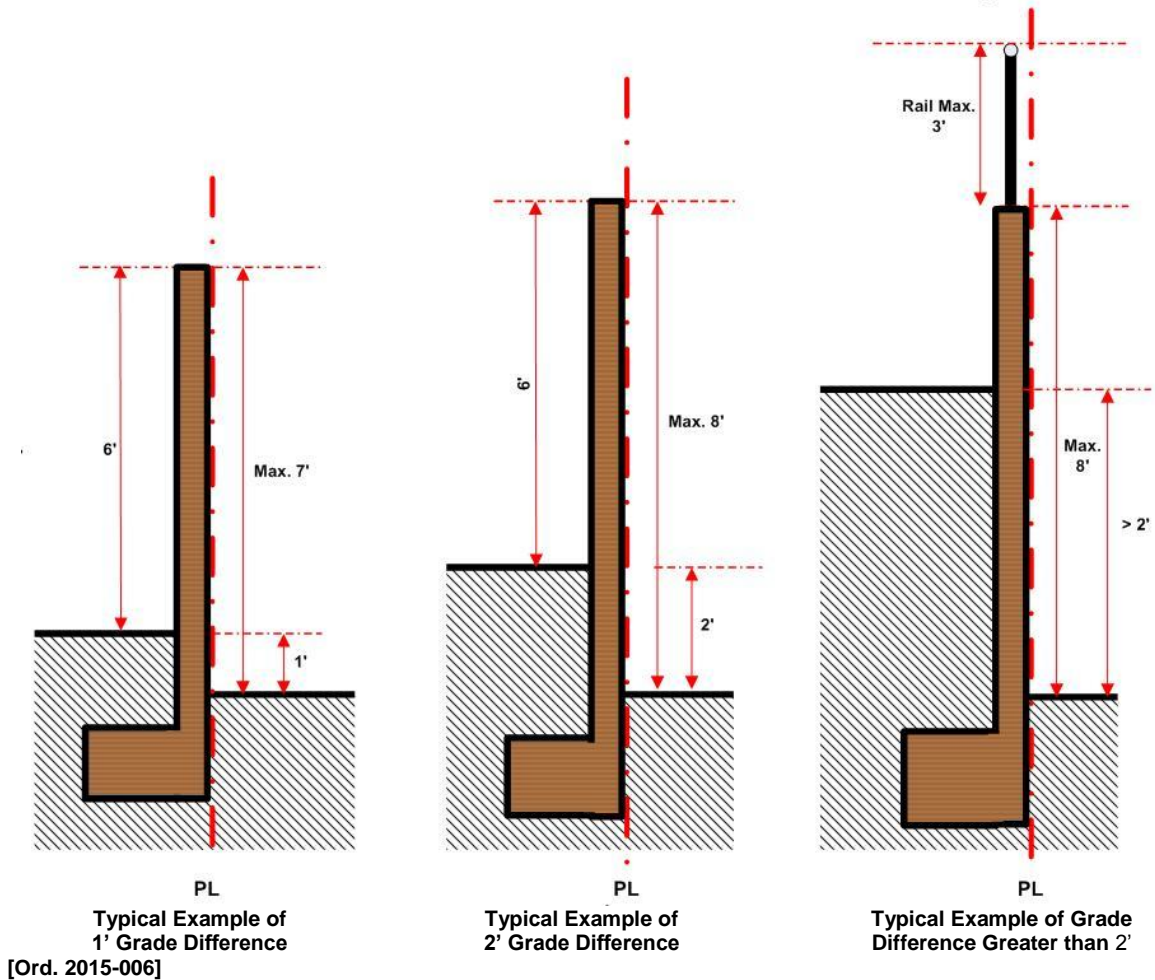 Rail Max.
3'
6'
Max. 7'
1'
6'
Max. 8'
2'
Max.
8'
> 2'
PL
PL
PL
Typical Example of
1’ Grade Difference
Typical Example of
2’ Grade Difference
Typical Example of Grade
Difference Greater than 2’
[Ord. 2015-006]